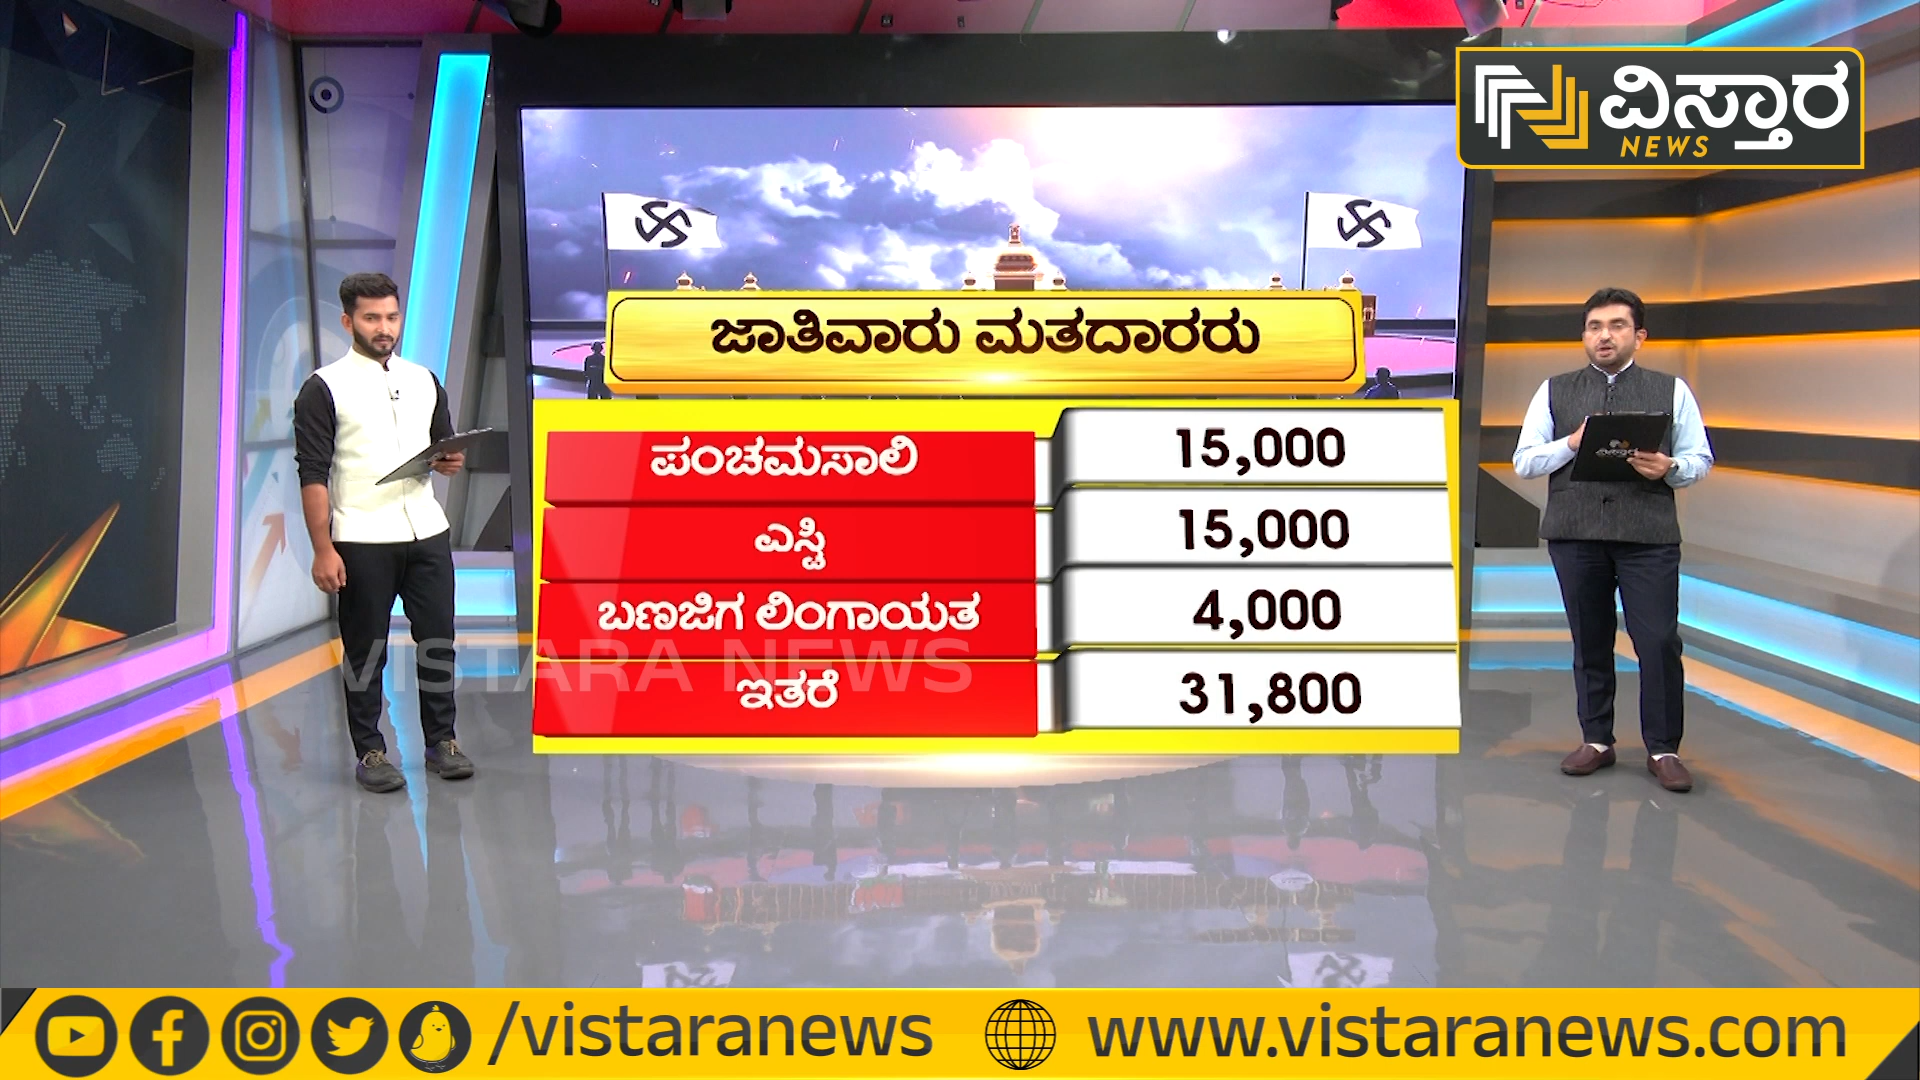 ವಿಸ್ತಾರ
NEWS
ಜಾತಿವಾರು ಮತದಾರರು
ಪಂಚಮಸಾಲಿ 15,000
ಎಸ್ಟಿ 15,000
ಬಣಜಿಗ ಲಿಂಗಾಯತ 4,000
ಇತರೆ 31,800
VISTARA NEWS
/vistaranews www.vistaranews.com